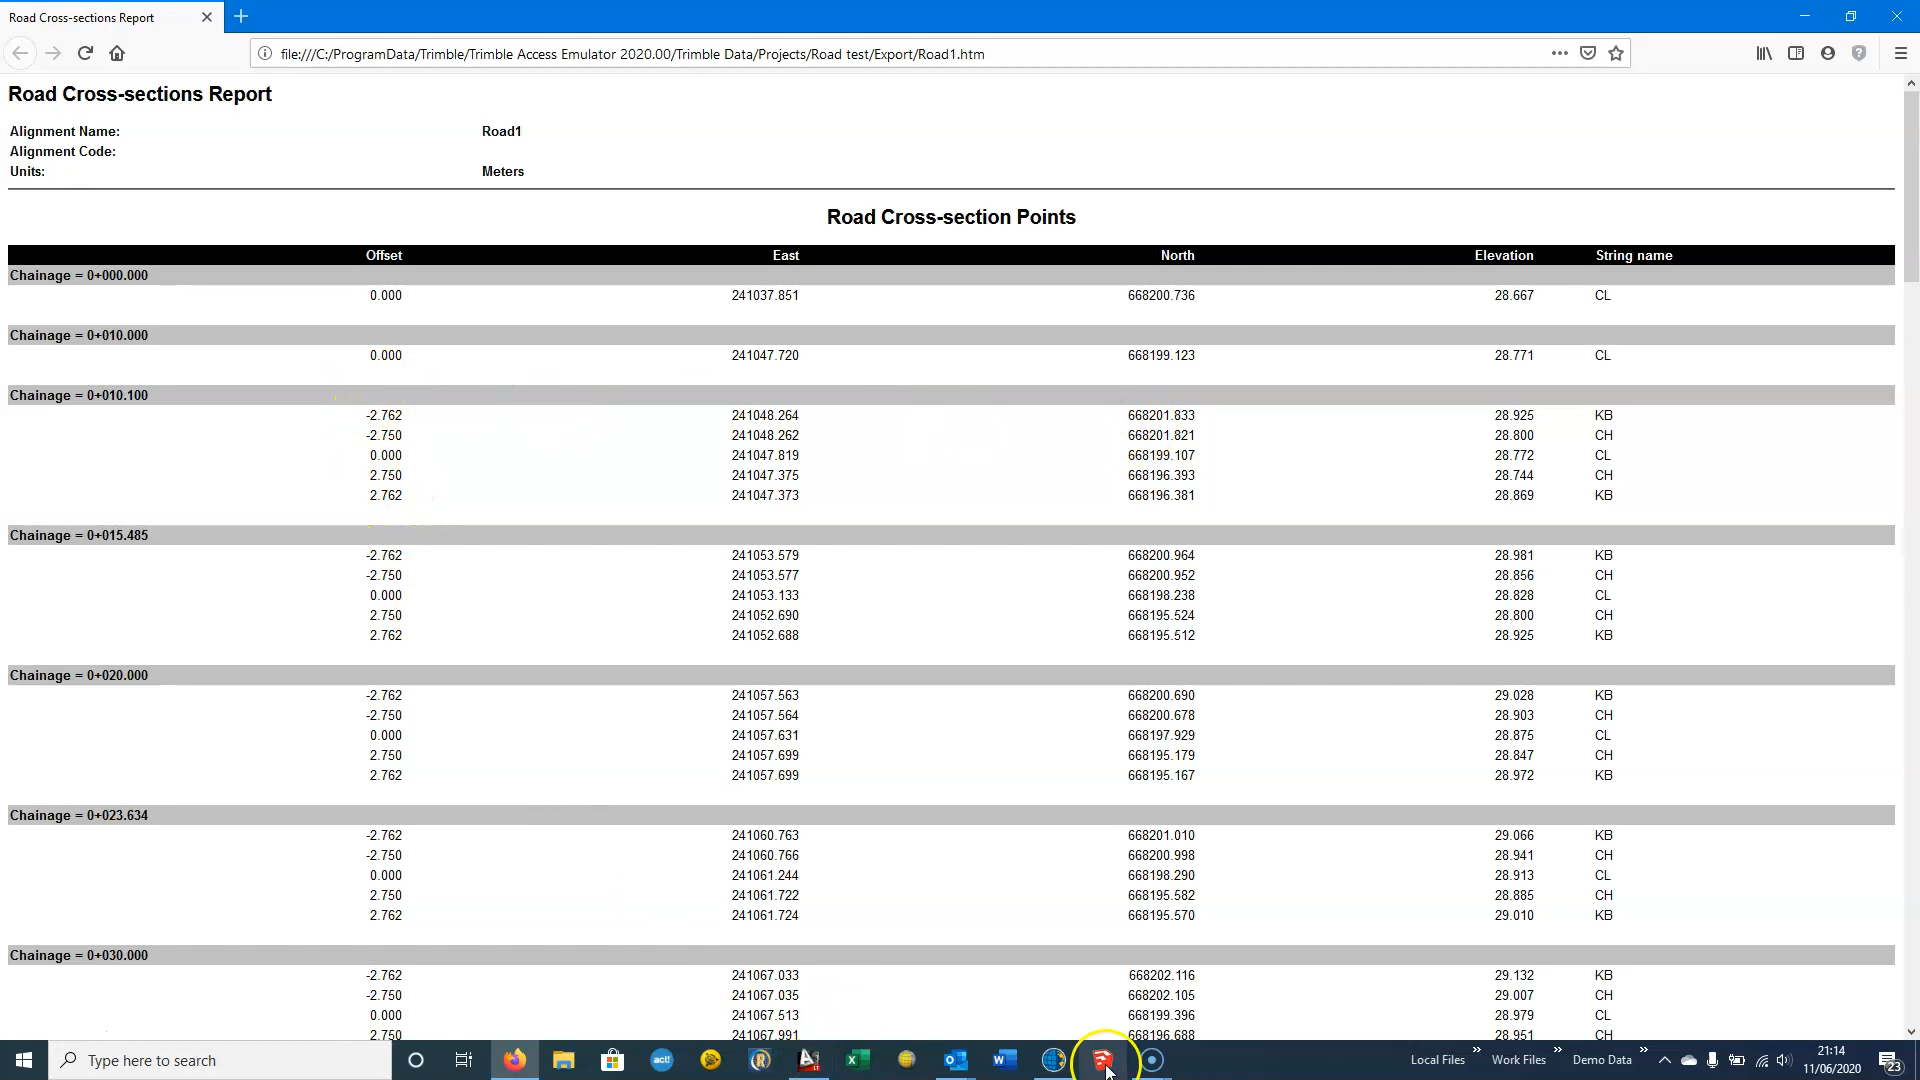 Road Cross-sections Report
file:///C:/ProgramData/Trimble/Trimble Access Emulator 2020.00/Trimble Data/Projects/Road test/Export/Road1.htm
Road Cross-sections Report
Alignment Name: Road1
Alignment Code:
Units: Meters
Road Cross-section Points
Offset East North Elevation String name
Chainage = 0+000.000
0.000 241037.851 668200.736 28.667 CL
Chainage = 0+010.000
0.000 241047.720 668199.123 28.771 CL
Chainage = 0+010.100
-2.762 241048.264 668201.833 28.925 KB
-2.750 241048.262 668201.821 28.800 CH
0.000 241047.819 668199.107 28.772 CL
2.750 241047.375 668196.393 28.744 CH
2.762 241047.373 668196.381 28.869 KB
Chainage = 0+015.485
-2.762 241053.579 668200.964 28.981 KB
-2.750 241053.577 668200.952 28.856 CH
0.000 241053.133 668198.238 28.828 CL
2.750 241052.690 668195.524 28.800 CH
2.762 241052.688 668195.512 28.925 KB
Chainage = 0+020.000
-2.762 241057.563 668200.690 29.028 KB
-2.750 241057.564 668200.678 28.903 CH
0.000 241057.631 668197.929 28.875 CL
2.750 241057.699 668195.179 28.847 CH
2.762 241057.699 668195.167 28.972 KB
Chainage = 0+023.634
-2.762 241060.763 668201.010 29.066 KB
-2.750 241060.766 668200.998 28.941 CH
0.000 241061.244 668198.290 28.913 CL
2.750 241061.722 668195.582 28.885 CH
2.762 241061.724 668195.570 29.010 KB
Chainage = 0+030.000
-2.762 241067.033 668202.116 29.132 KB
-2.750 241067.035 668202.105 29.007 CH
0.000 241067.513 668199.396 28.979 CL
2.750 241067.991 668196.688 28.951 CH
Type here to search
act!
LT
Local Files » Work Files » Demo Data »
21:14
11/06/2020
23